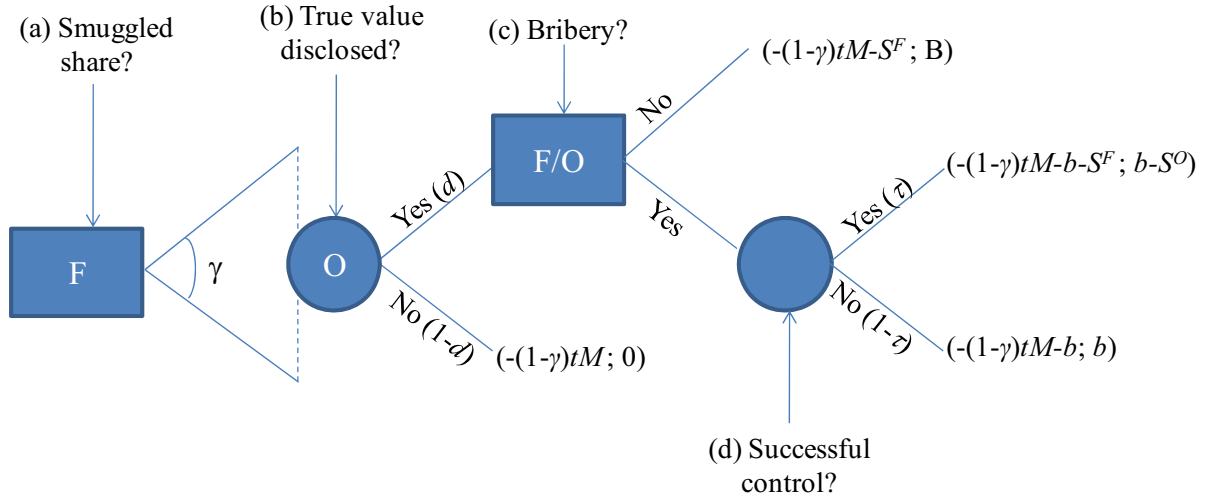 (a) Smuggled
share?
(b) True value
disclosed?
(c) Bribery?
(-(1-γ)tM-S^F ; B)
No
F/O
Yes (d)
Yes
(-(1-γ)tM-b-S^F ; b-S^O)
Yes (τ)
F
γ
O
No (1-d)
No (1-τ)
(-(1-γ)tM ; 0)
(-(1-γ)tM-b; b)
(d) Successful
control?